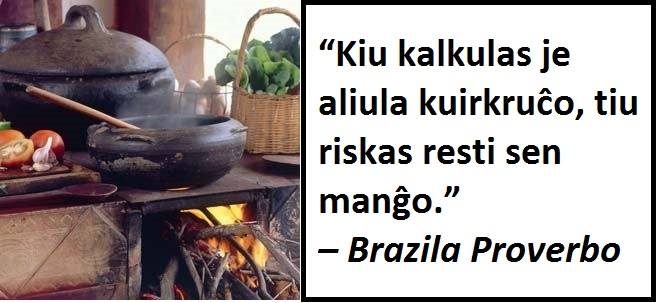 “Kiu kalkulas je
aliula kuirkruĉo, tiu
riskas resti sen
manĝo.”
– Brazila Proverbo